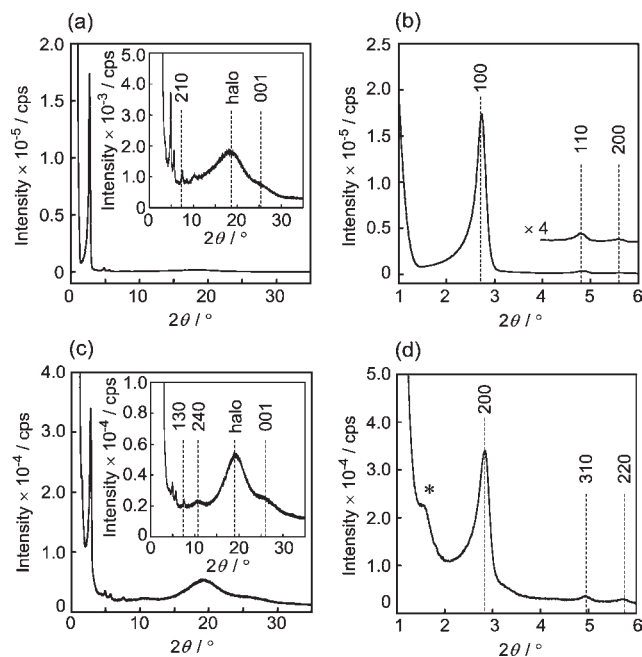 (a)
2.0
1.5
1.0
0.5
0
Intensity × 10⁻⁵ / cps
0 10 20 30
2θ / °
5.0
4.0
3.0
2.0
1.0
0
Intensity × 10⁻³ / cps
210
halo
001
0 10 20 30
2θ / °
(b)
2.0
1.5
1.0
0.5
0
Intensity × 10⁻⁵ / cps
100
110
200
× 4
1 2 3 4 5 6
2θ / °
(c)
4.0
3.0
2.0
1.0
0
Intensity × 10⁻⁴ / cps
0 10 20 30
2θ / °
1.0
0.8
0.6
0.4
0.2
0
Intensity × 10⁻⁴ / cps
130
240
halo
001
0 10 20 30
2θ / °
(d)
5.0
4.0
3.0
2.0
1.0
0
Intensity × 10⁻⁴ / cps
200
*
310
220
1 2 3 4 5 6
2θ / °